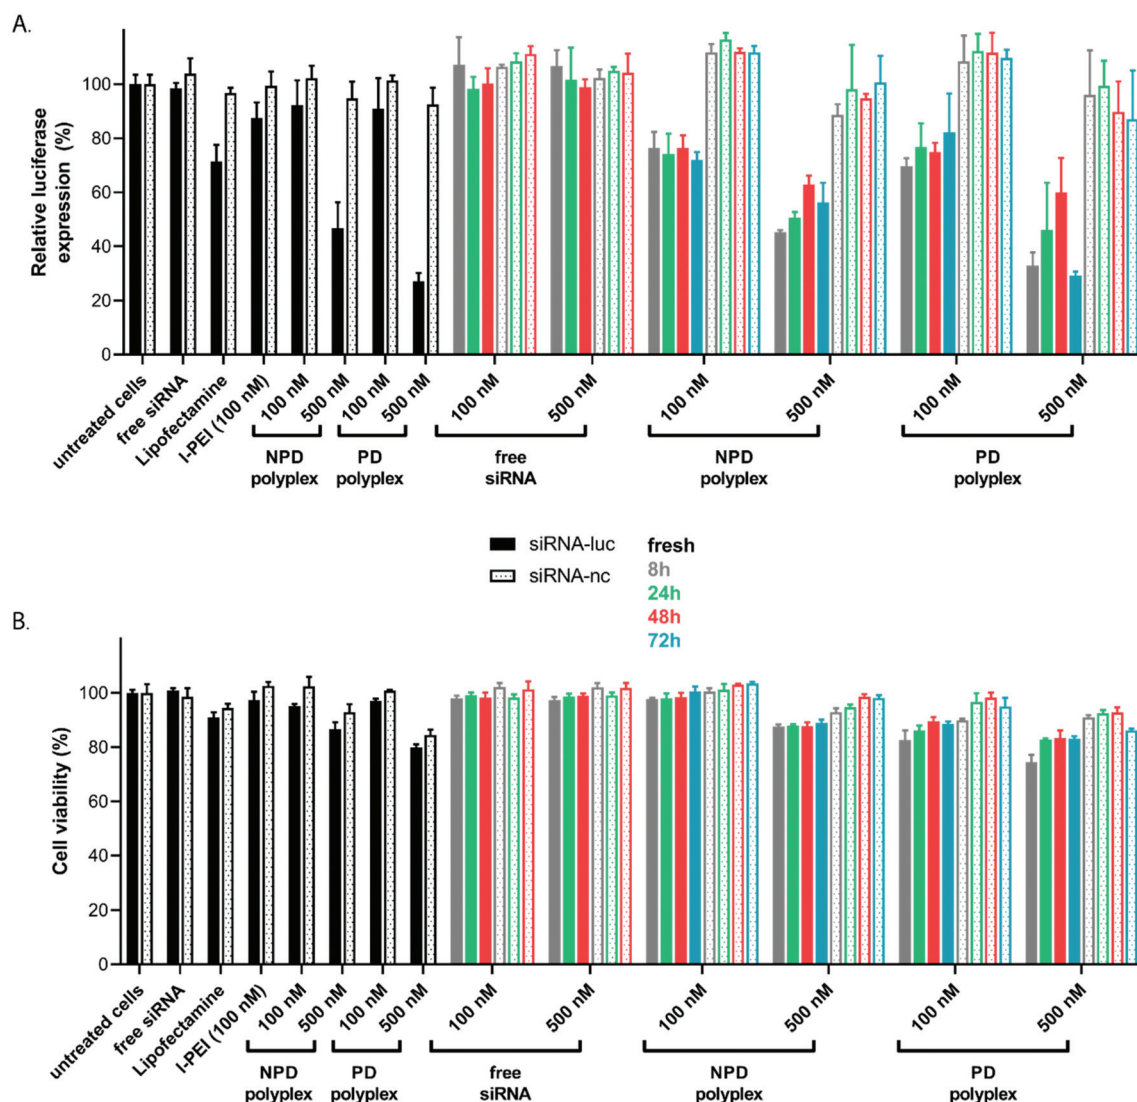 A.
Relative luciferase
expression (%)
100
80
60
40
20
0
untreated cells
free siRNA
Lipofectamine
l-PEI (100 nM)
100 nM
500 nM
100 nM
500 nM
100 nM
500 nM
100 nM
500 nM
100 nM
500 nM
NPD
polyplex
PD
polyplex
free
siRNA
NPD
polyplex
PD
polyplex
siRNA-luc
siRNA-nc
fresh
8h
24h
48h
72h
B.
Cell viability (%)
100
80
60
40
20
0
untreated cells
free siRNA
Lipofectamine
l-PEI (100 nM)
100 nM
500 nM
100 nM
500 nM
100 nM
500 nM
100 nM
500 nM
100 nM
500 nM
NPD
polyplex
PD
polyplex
free
siRNA
NPD
polyplex
PD
polyplex